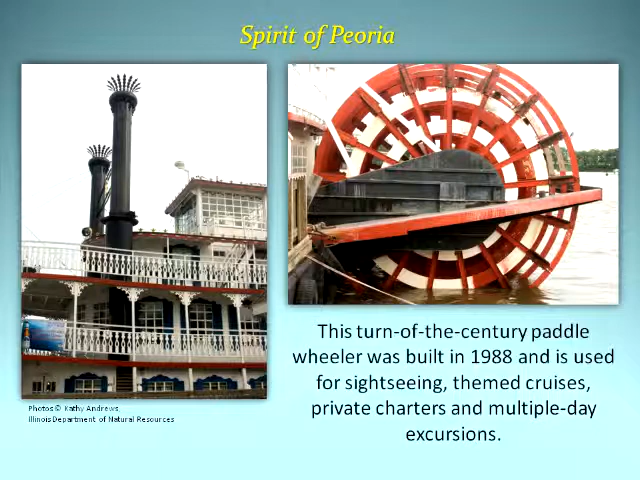 Spirit of Peoria
Photos © Kathy Andrews,
Illinois Department of Natural Resources
This turn-of-the-century paddle
wheeler was built in 1988 and is used
for sightseeing, themed cruises,
private charters and multiple-day
excursions.